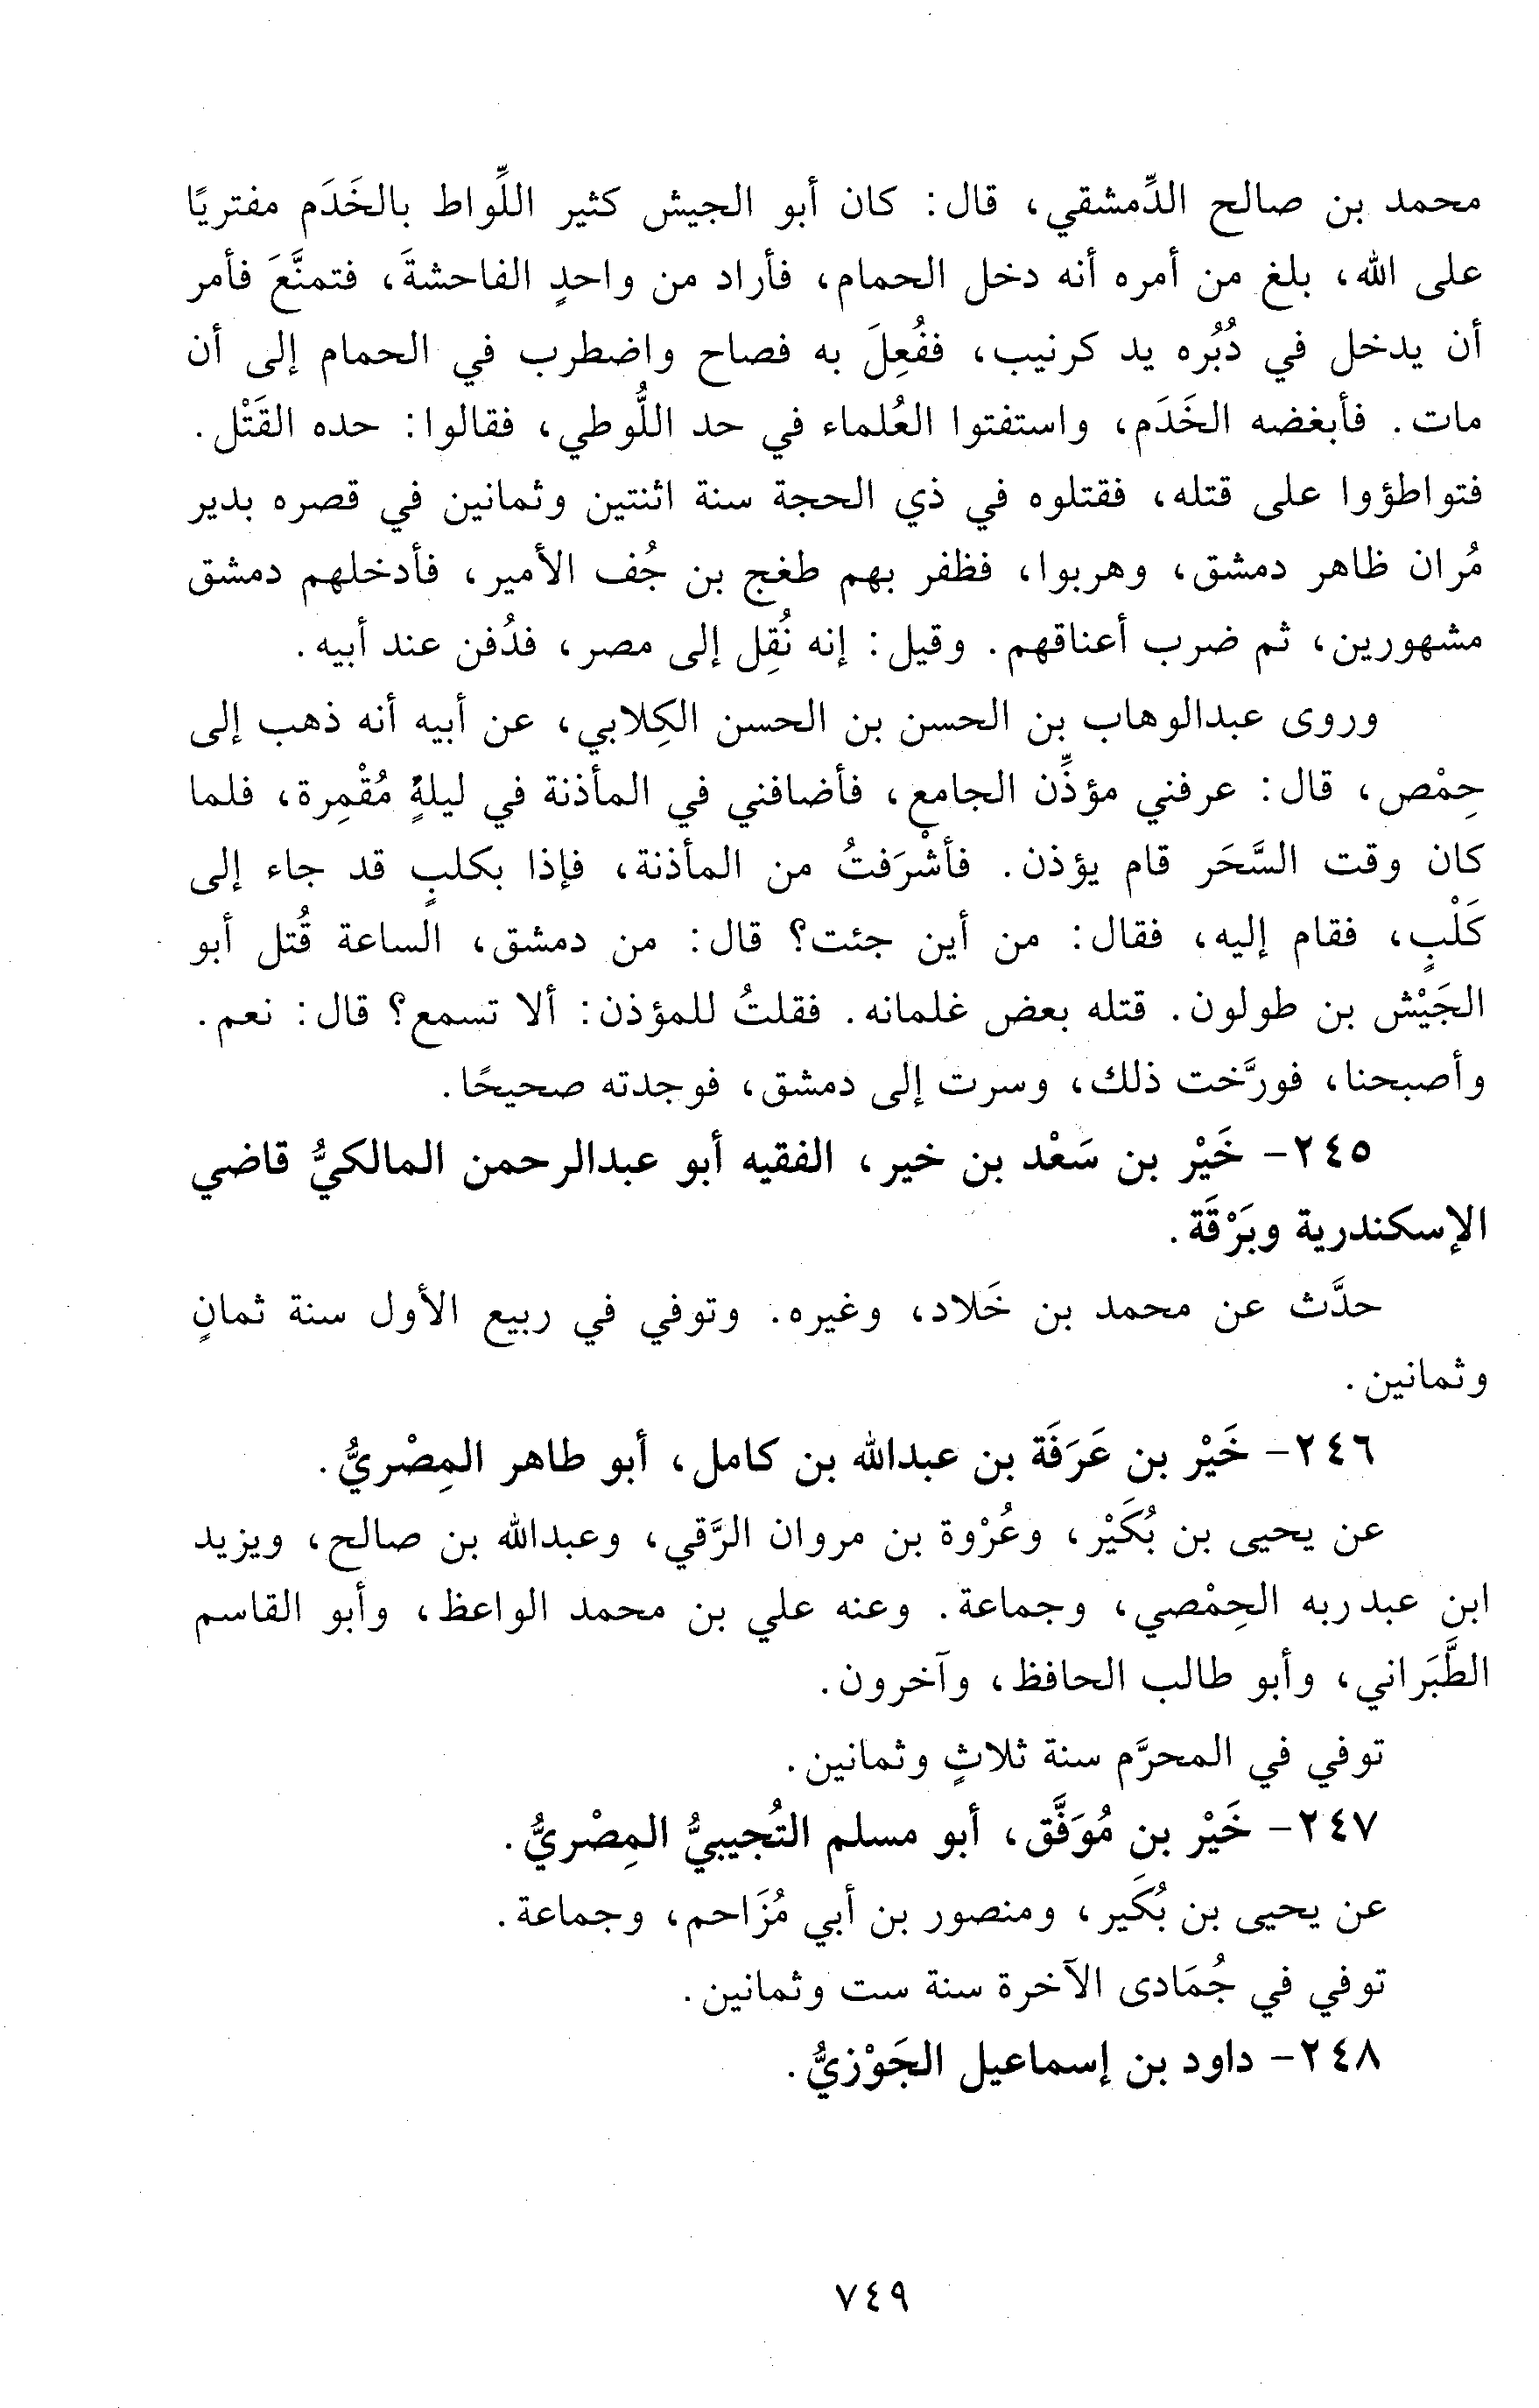 محمد بن صالح الدِّمشقي، قال: كان أبو الجيش كثير اللِّواط بالخَدَم مفتريًا
على الله، بلغ من أمره أنه دخل الحمام، فأراد من واحدٍ الفاحشةَ، فتمنَّعَ فأمر
أن يدخل في دُبُره يد كرنيب، ففُعِلَ به فصاح واضطرب في الحمام إلى أن
مات. فأبغضه الخَدَم، واستفتوا العُلماء في حد اللُّوطي، فقالوا: حده القَتْل.
فتواطؤوا على قتله، فقتلوه في ذي الحجة سنة اثنتين وثمانين في قصره بدير
مُران ظاهر دمشق، وهربوا، فظفر بهم طغج بن جُف الأمير، فأدخلهم دمشق
مشهورين، ثم ضرب أعناقهم. وقيل: إنه نُقِل إلى مصر، فدُفن عند أبيه.
وروى عبدالوهاب بن الحسن بن الحسن الكِلابي، عن أبيه أنه ذهب إلى
حِمْص، قال: عرفني مؤذِّن الجامع، فأضافني في المأذنة في ليلةٍ مُقْمِرة، فلما
كان وقت السَّحَر قام يؤذن. فأشْرَفتُ من المأذنة، فإذا بكلبٍ قد جاء إلى
كَلْبٍ، فقام إليه، فقال: من أين جئت؟ قال: من دمشق، الساعة قُتل أبو
الجَيْش بن طولون. قتله بعض غلمانه. فقلتُ للمؤذن: ألا تسمع؟ قال: نعم.
وأصبحنا، فورَّخت ذلك، وسرت إلى دمشق، فوجدته صحيحًا.
٢٤٥- خَيْر بن سَعْد بن خير، الفقيه أبو عبدالرحمن المالكيُّ قاضي
الإسكندرية وبَرْقَة.
حدَّث عن محمد بن خَلاد، وغيره. وتوفي في ربيع الأول سنة ثمانٍ
وثمانين.
٢٤٦- خَيْر بن عَرَفَة بن عبدالله بن كامل، أبو طاهر المِصْريُّ.
عن يحيى بن بُكَيْر، وعُرْوة بن مروان الرَّقي، وعبدالله بن صالح، ويزيد
ابن عبدربه الحِمْصي، وجماعة. وعنه علي بن محمد الواعظ، وأبو القاسم
الطَّبَراني، وأبو طالب الحافظ، وآخرون.
توفي في المحرَّم سنة ثلاثٍ وثمانين.
٢٤٧- خَيْر بن مُوَفَّق، أبو مسلم التُجيبيُّ المِصْريُّ.
عن يحيى بن بُكَير، ومنصور بن أبي مُزَاحم، وجماعة.
توفي في جُمَادى الآخرة سنة ست وثمانين.
٢٤٨- داود بن إسماعيل الجَوْزيُّ.
٧٤٩